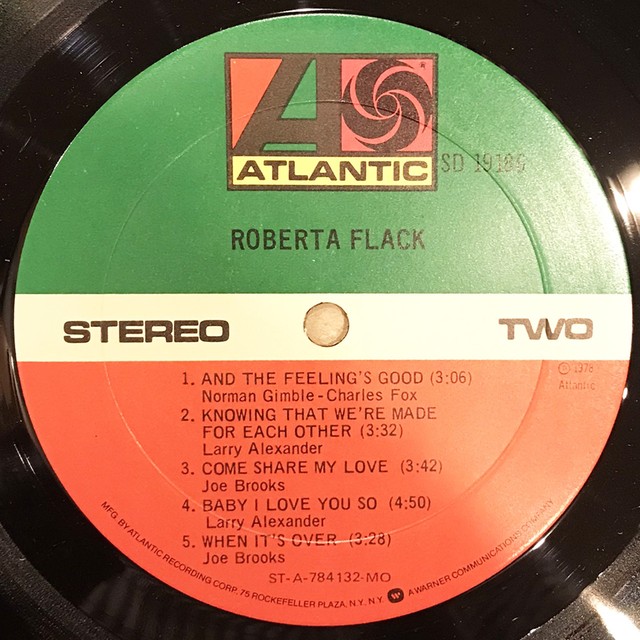 ATLANTIC
®
SD 19186
ROBERTA FLACK
STEREO
TWO
1. AND THE FEELING'S GOOD (3:06)
Norman Gimble-Charles Fox
2. KNOWING THAT WE'RE MADE
FOR EACH OTHER (3:32)
Larry Alexander
3. COME SHARE MY LOVE (3:42)
Joe Brooks
4. BABY I LOVE YOU SO (4:50)
Larry Alexander
5. WHEN IT'S OVER (3:28)
Joe Brooks
℗ 1978
Atlantic
ST-A-784132-MO
MFG. BY ATLANTIC RECORDING CORP. 75 ROCKEFELLER PLAZA, N.Y. N.Y. A WARNER COMMUNICATIONS COMPANY